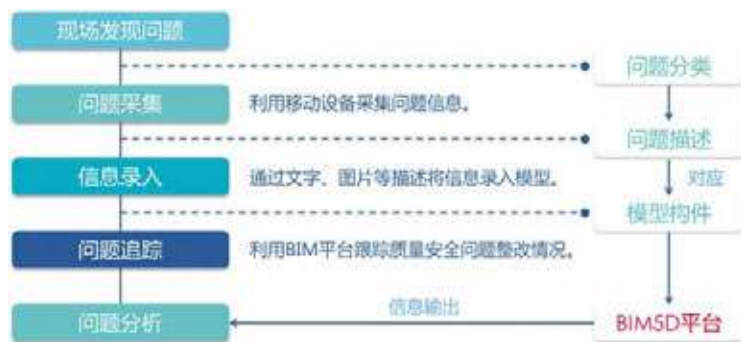 现场发现问题
问题分类
问题采集
利用移动设备采集问题信息。
问题描述
信息录入
通过文字、图片等描述将信息录入模型。
对应
模型构件
问题追踪
利用BIM平台跟踪质量安全问题整改情况。
信息输出
问题分析
BIM5D平台